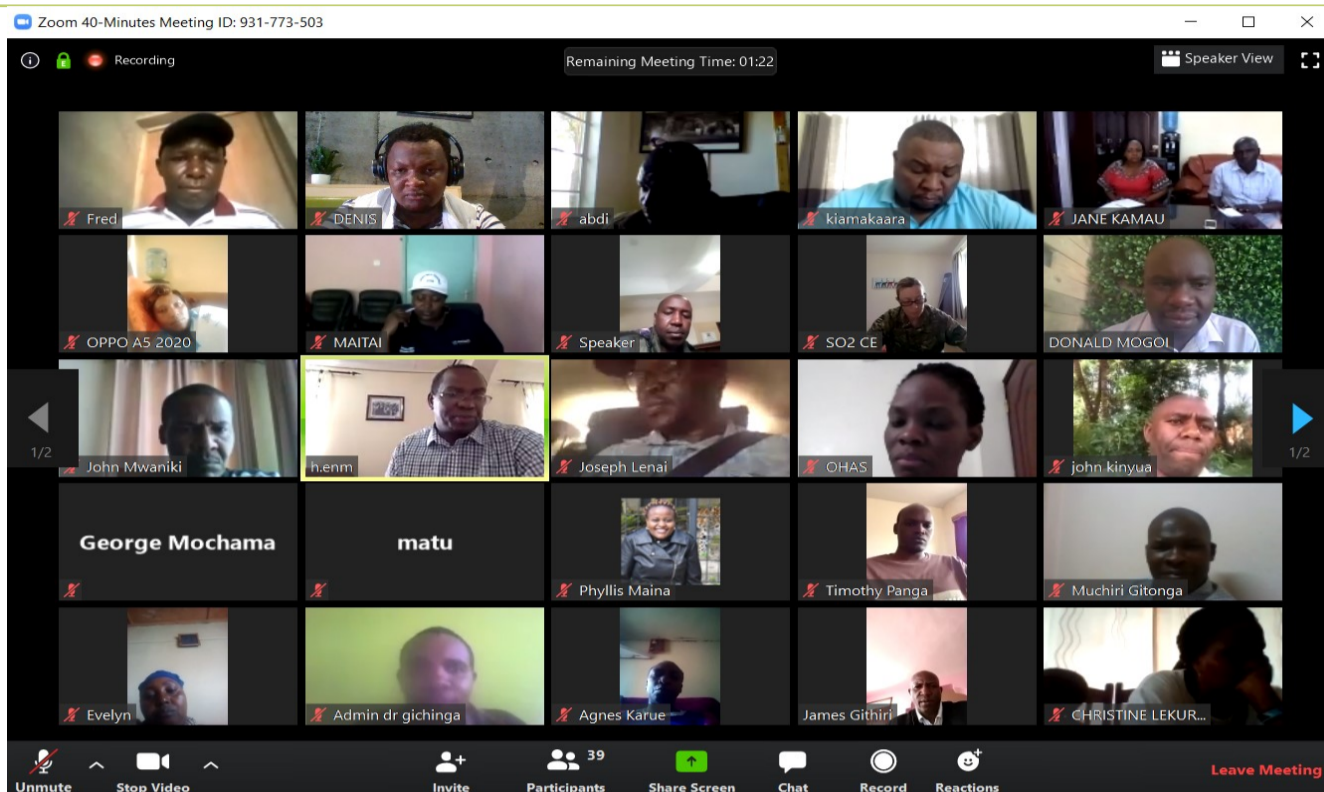 Zoom 40-Minutes Meeting ID: 931-773-503
Recording
Remaining Meeting Time: 01:22
Speaker View
Fred
DENIS
abdi
kiamakaara
JANE KAMAU
OPPO A5 2020
MAITAI
Speaker
SO2 CE
DONALD MOGOI
1/2
John Mwaniki
h.enm
Joseph Lenai
OHAS
john kinyua
1/2
George Mochama
matu
Phyllis Maina
Timothy Panga
Muchiri Gitonga
Evelyn
Admin dr gichinga
Agnes Karue
James Githiri
CHRISTINE LEKUR...
Unmute
Stop Video
Invite
Participants 39
Share Screen
Chat
Record
Reactions
Leave Meeting